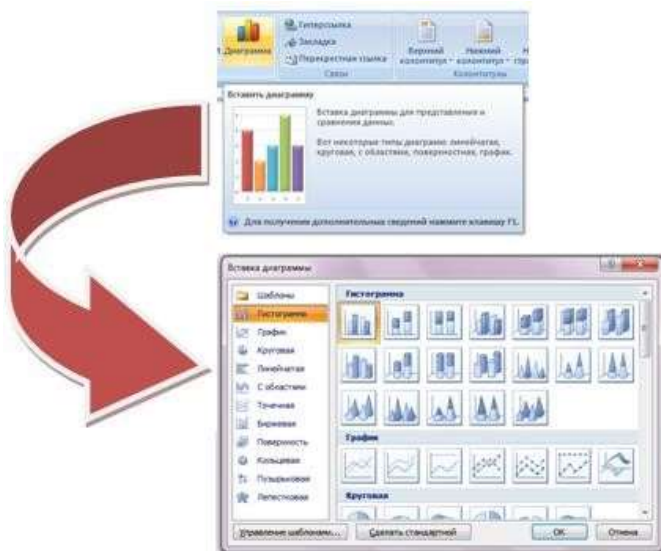 Диаграмма
Гиперссылка
Закладка
Перекрестная ссылка
Связи
Верхний колонтитул
Нижний колонтитул
Колонтитулы
Вставить диаграмму
Вставка диаграммы для представления и
сравнения данных.
Вот некоторые типы диаграмм: линейчатая,
круговая, с областями, поверхностная, график.
Для получения дополнительных сведений нажмите клавишу F1.
Вставка диаграммы
Шаблоны
Гистограмма
График
Круговая
Линейчатая
С областями
Точечная
Биржевая
Поверхность
Кольцевая
Пузырьковая
Лепестковая
Гистограмма
График
Круговая
Управление шаблонами...
Сделать стандартной
ОК
Отмена